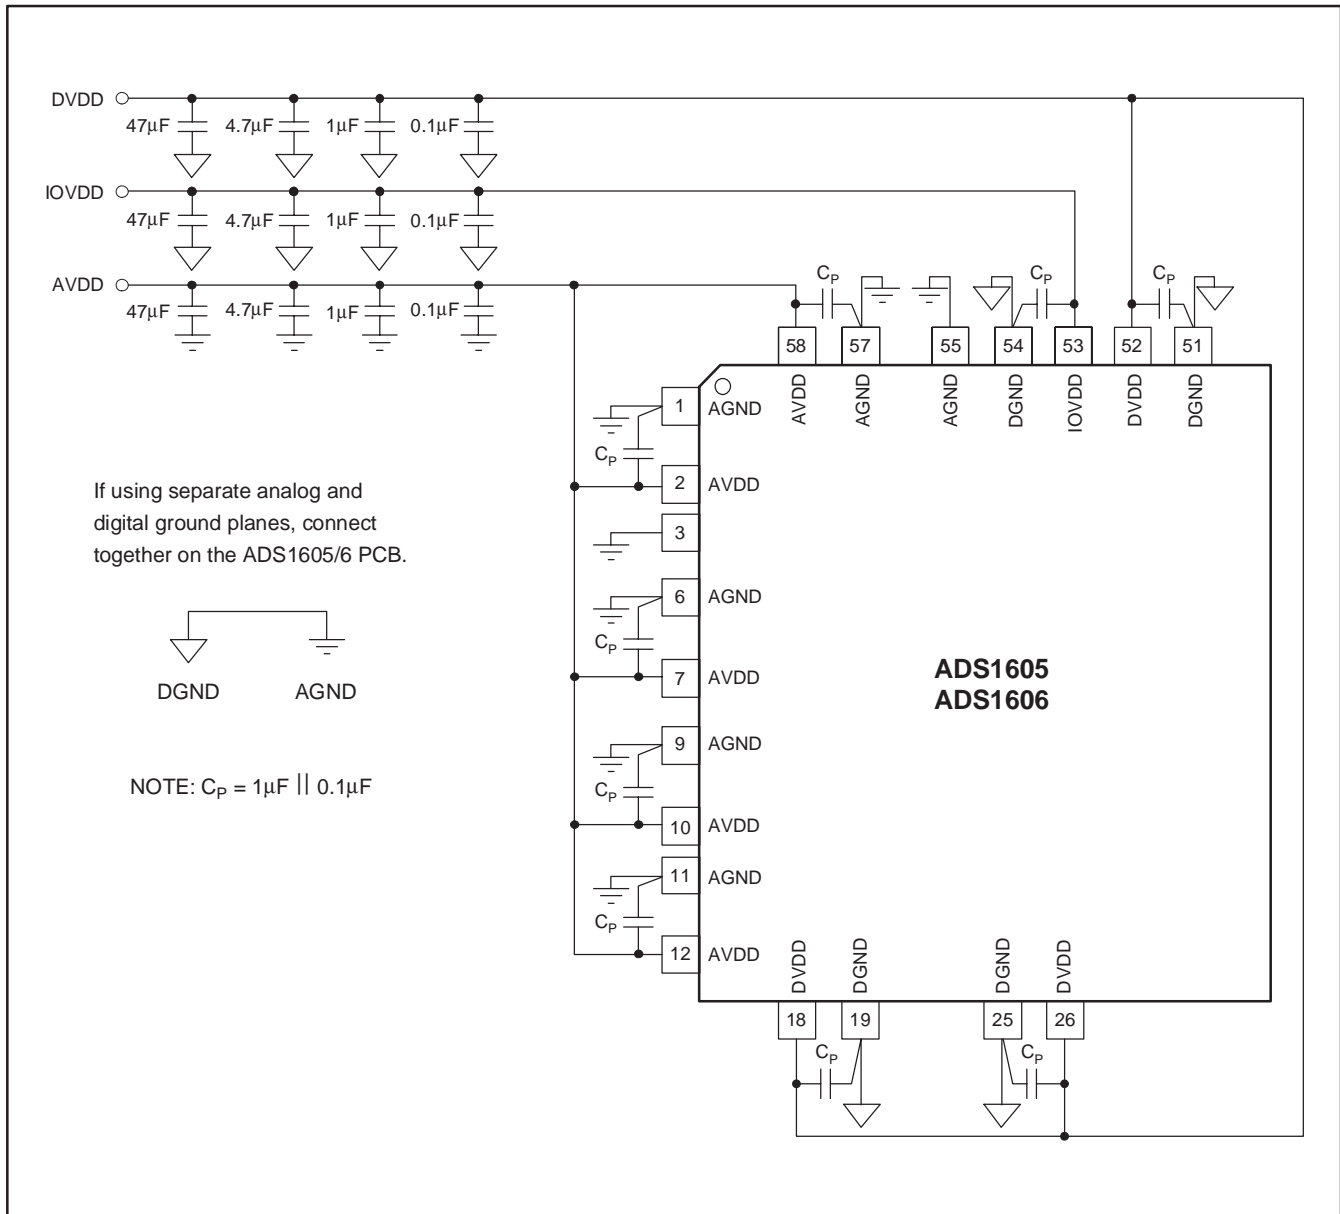 DVDD
47μF 4.7μF 1μF 0.1μF
IOVDD
47μF 4.7μF 1μF 0.1μF
AVDD
47μF 4.7μF 1μF 0.1μF
CP CP CP
58 57 55 54 53 52 51
AVDD AGND AGND DGND IOVDD DVDD DGND
1 AGND
CP
2 AVDD
3
6 AGND
CP
7 AVDD
9 AGND
CP
10 AVDD
11 AGND
CP
12 AVDD
If using separate analog and
digital ground planes, connect
together on the ADS1605/6 PCB.
DGND AGND
NOTE: CP = 1μF || 0.1μF
ADS1605
ADS1606
DVDD DGND DGND DVDD
18 19 25 26
CP CP